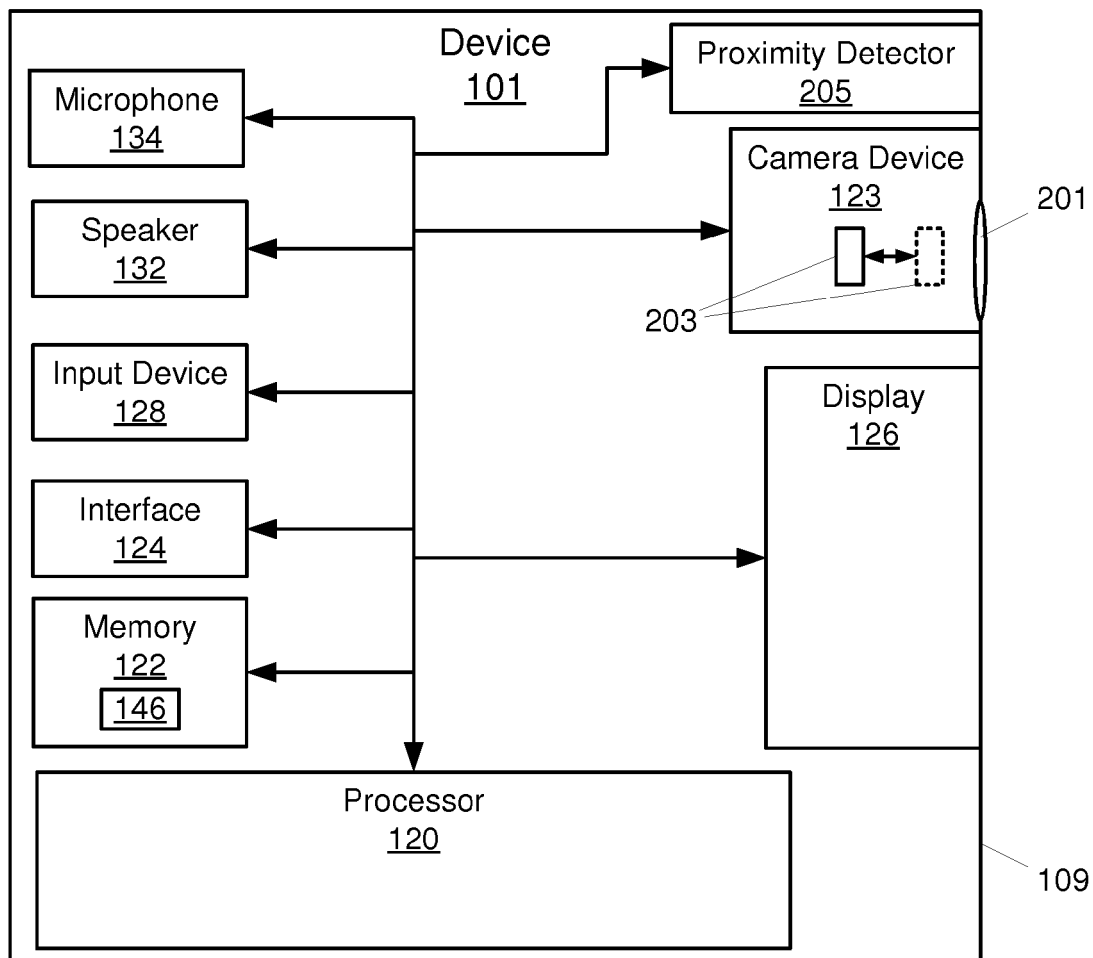 Device
101
Proximity Detector
205
Microphone
134
Camera Device
123
201
203
Speaker
132
Input Device
128
Display
126
Interface
124
Memory
122
146
Processor
120
109